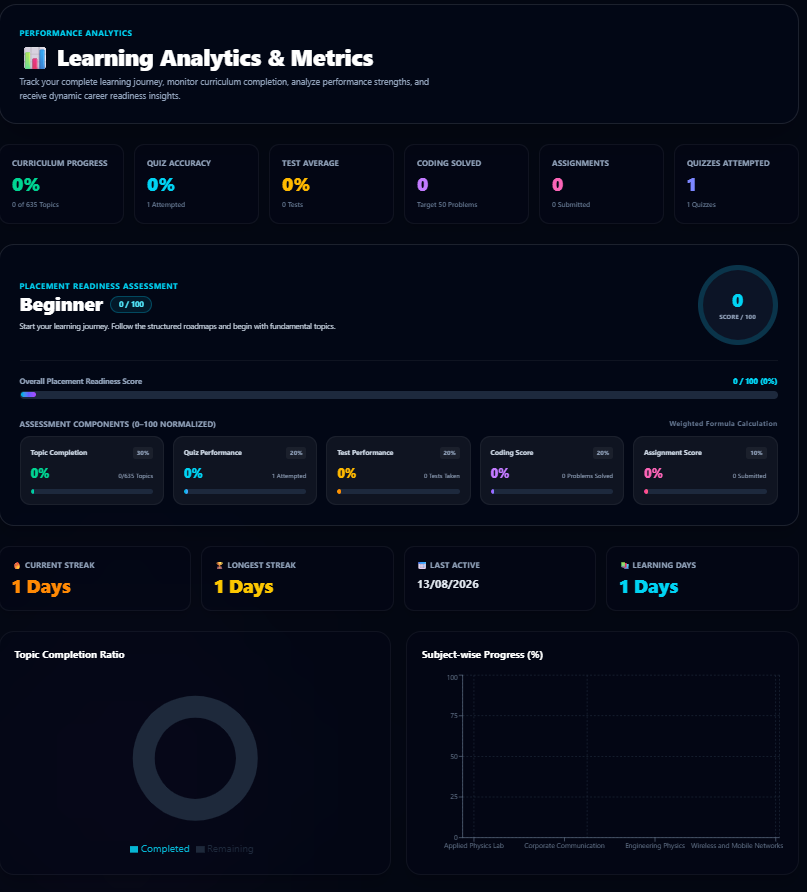 PERFORMANCE ANALYTICS
Learning Analytics & Metrics
Track your complete learning journey, monitor curriculum completion, analyze performance strengths, and
receive dynamic career readiness insights.
CURRICULUM PROGRESS
0%
0 of 635 Topics
QUIZ ACCURACY
0%
1 Attempted
TEST AVERAGE
0%
0 Tests
CODING SOLVED
0
Target 50 Problems
ASSIGNMENTS
0
0 Submitted
QUIZZES ATTEMPTED
1
1 Quizzes
PLACEMENT READINESS ASSESSMENT
Beginner 0 / 100
Start your learning journey. Follow the structured roadmaps and begin with fundamental topics.
0
SCORE / 100
Overall Placement Readiness Score 0 / 100 (0%)
ASSESSMENT COMPONENTS (0–100 NORMALIZED) Weighted Formula Calculation
Topic Completion 30%
0% 0/635 Topics
Quiz Performance 20%
0% 1 Attempted
Test Performance 20%
0% 0 Tests Taken
Coding Score 20%
0% 0 Problems Solved
Assignment Score 10%
0% 0 Submitted
CURRENT STREAK
1 Days
LONGEST STREAK
1 Days
LAST ACTIVE
13/08/2026
LEARNING DAYS
1 Days
Topic Completion Ratio
Completed Remaining
Subject-wise Progress (%)
100
75
50
25
0
Applied Physics Lab Corporate Communication Engineering Physics Wireless and Mobile Networks